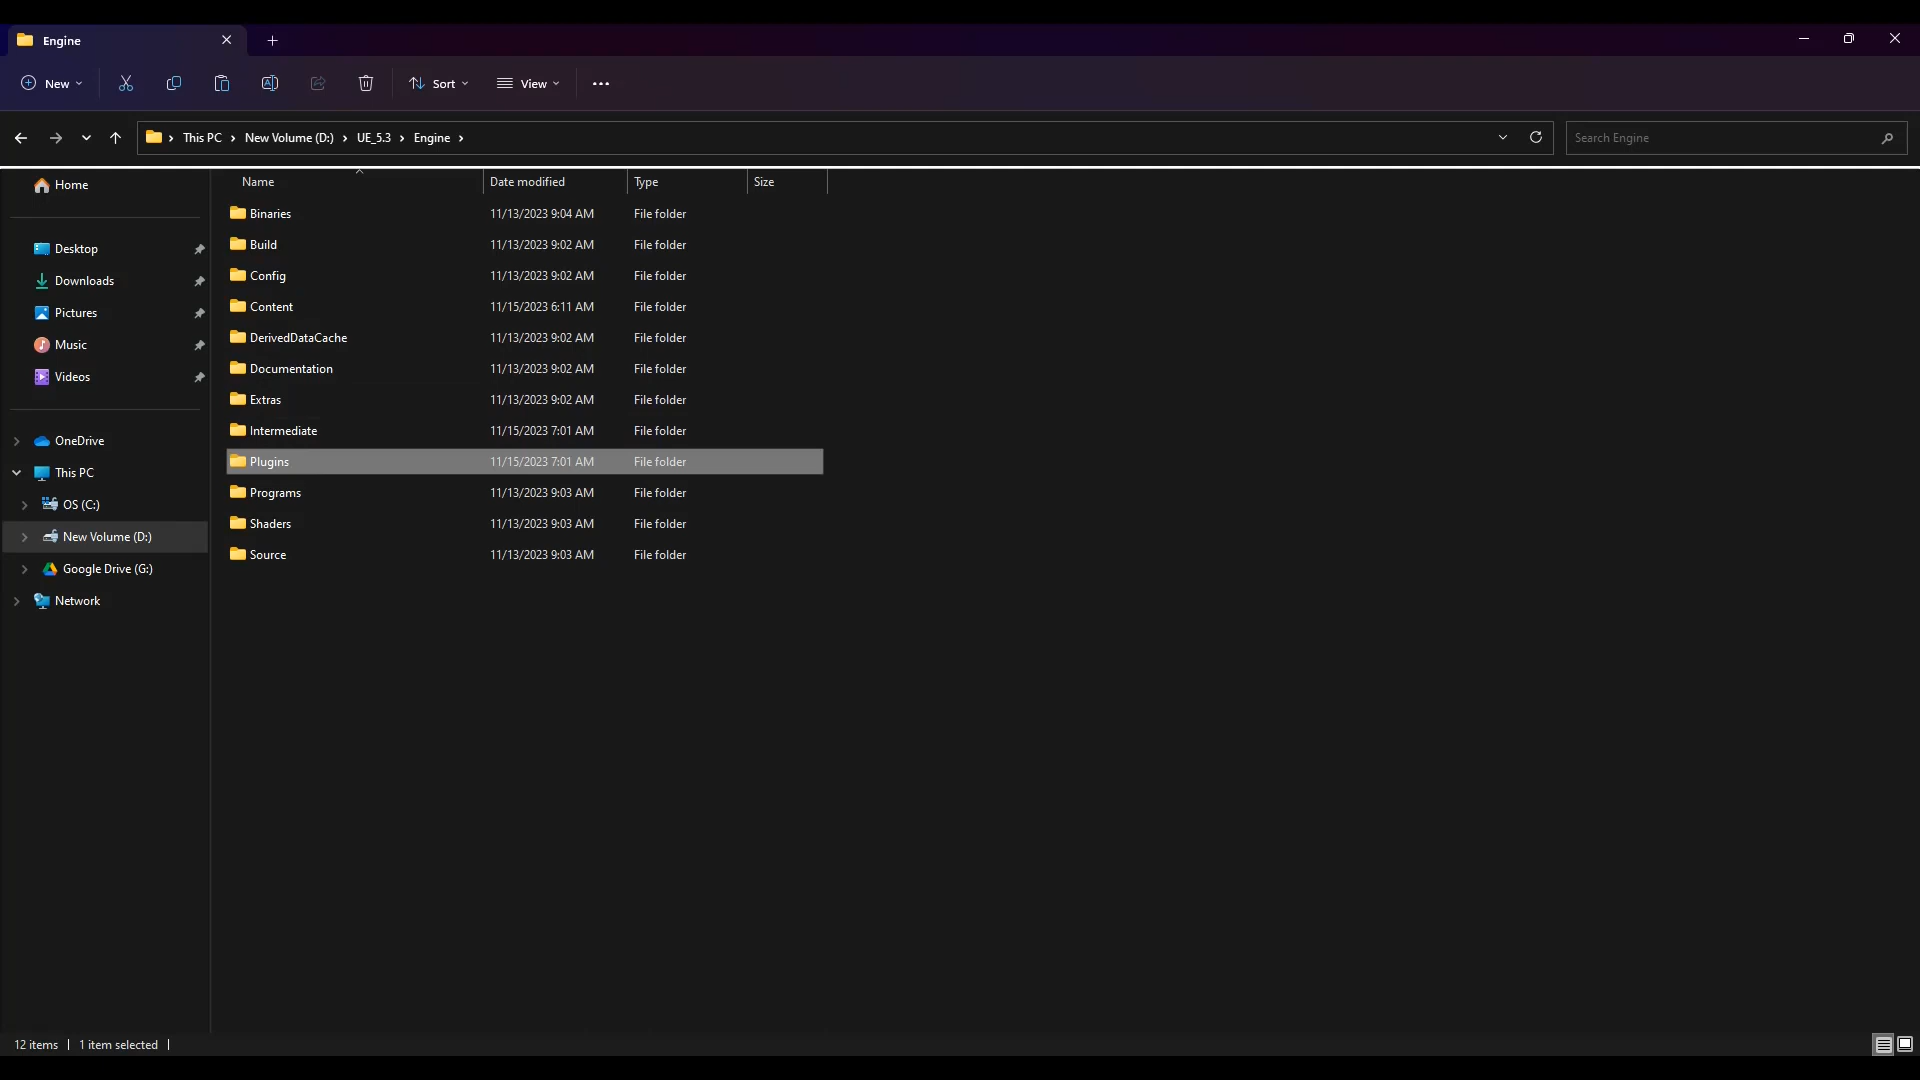 Engine
New
Sort
View
This PC
New Volume (D:)
UE_5.3
Engine
Search Engine
Home
Desktop
Downloads
Pictures
Music
Videos
OneDrive
This PC
OS (C:)
New Volume (D:)
Google Drive (G:)
Network
Name Date modified Type Size
Binaries 11/13/2023 9:04 AM File folder
Build 11/13/2023 9:02 AM File folder
Config 11/13/2023 9:02 AM File folder
Content 11/15/2023 6:11 AM File folder
DerivedDataCache 11/13/2023 9:02 AM File folder
Documentation 11/13/2023 9:02 AM File folder
Extras 11/13/2023 9:02 AM File folder
Intermediate 11/15/2023 7:01 AM File folder
Plugins 11/15/2023 7:01 AM File folder
Programs 11/13/2023 9:03 AM File folder
Shaders 11/13/2023 9:03 AM File folder
Source 11/13/2023 9:03 AM File folder
12 items 1 item selected